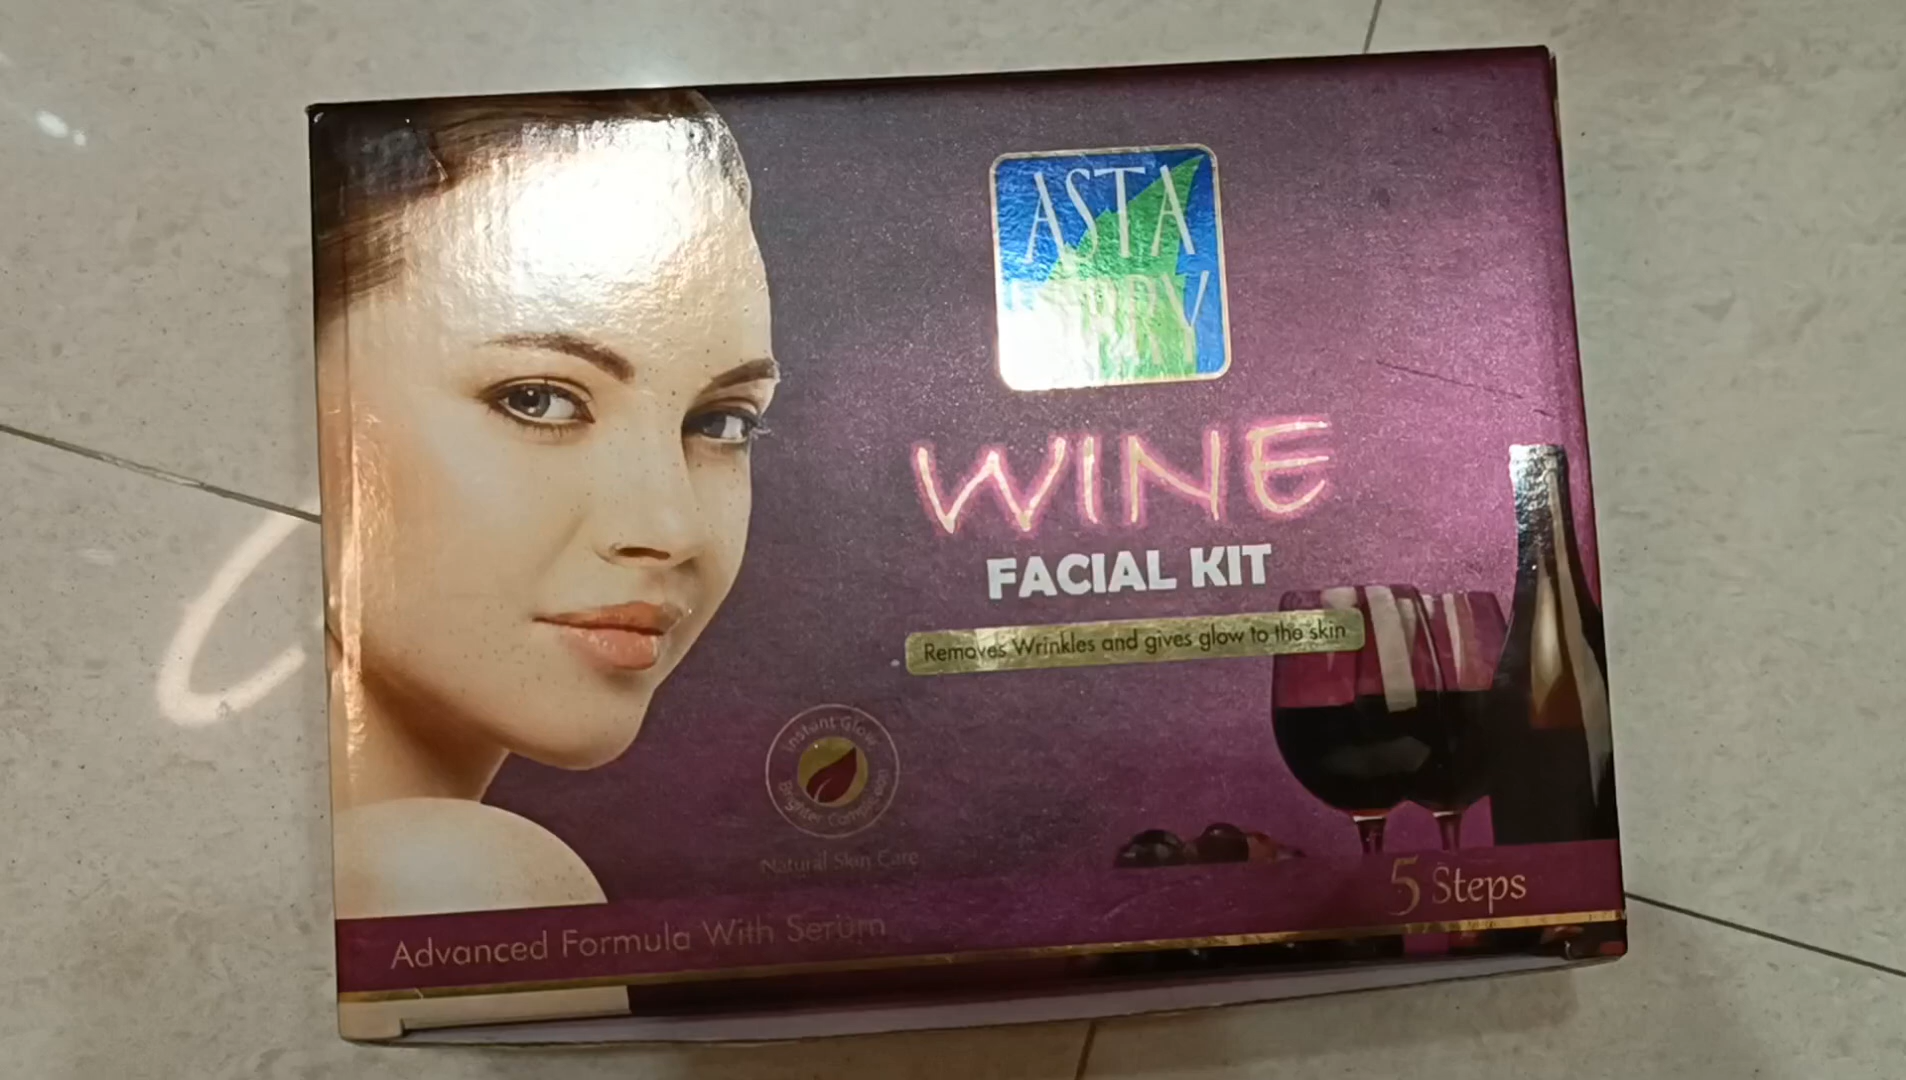 ASTA
BERRY
WINE
FACIAL KIT
Removes Wrinkles and gives glow to the skin
Instant Glow
Brighter Complexion
Natural Skin Care
5 Steps
Advanced Formula With Serum